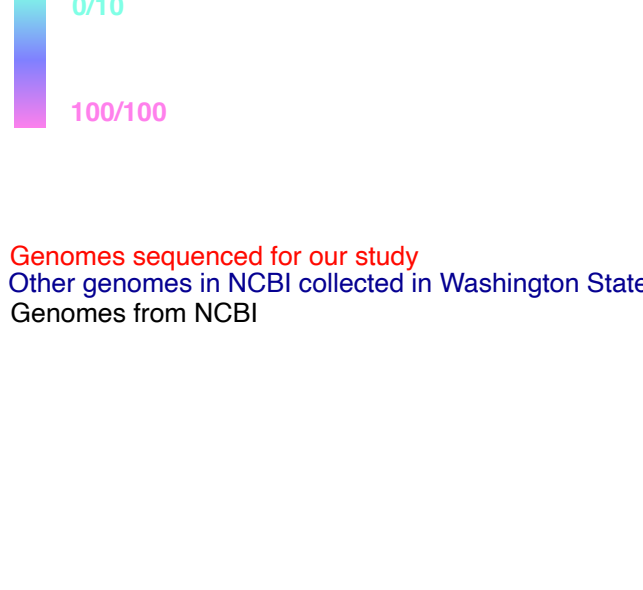 0/10
100/100
Genomes sequenced for our study
Other genomes in NCBI collected in Washington State
Genomes from NCBI